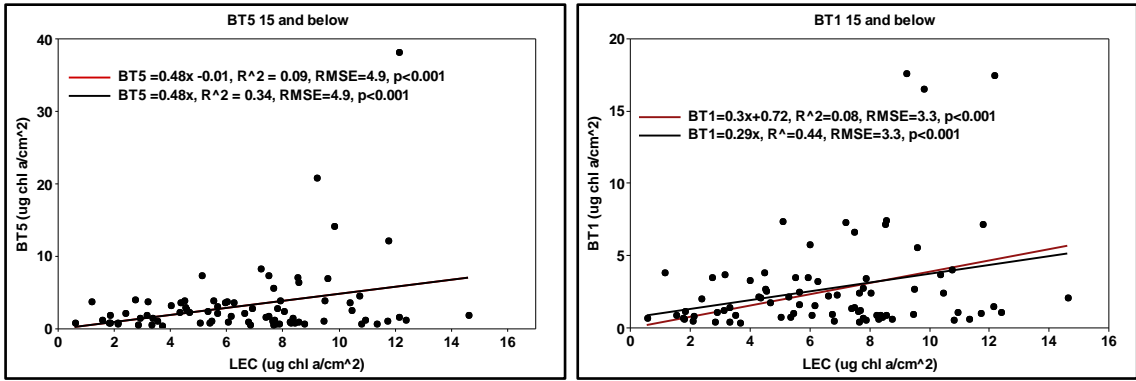 BT5 15 and below
40
30
20
10
0
0 2 4 6 8 10 12 14 16
BT5 (ug chl a/cm^2)
LEC (ug chl a/cm^2)
BT5 =0.48x -0.01, R^2 = 0.09, RMSE=4.9, p<0.001
BT5 =0.48x, R^2 = 0.34, RMSE=4.9, p<0.001
BT1 15 and below
20
15
10
5
0
0 2 4 6 8 10 12 14 16
BT1 (ug chl a/cm^2)
LEC (ug chl a/cm^2)
BT1=0.3x+0.72, R^2=0.08, RMSE=3.3, p<0.001
BT1=0.29x, R^=0.44, RMSE=3.3, p<0.001